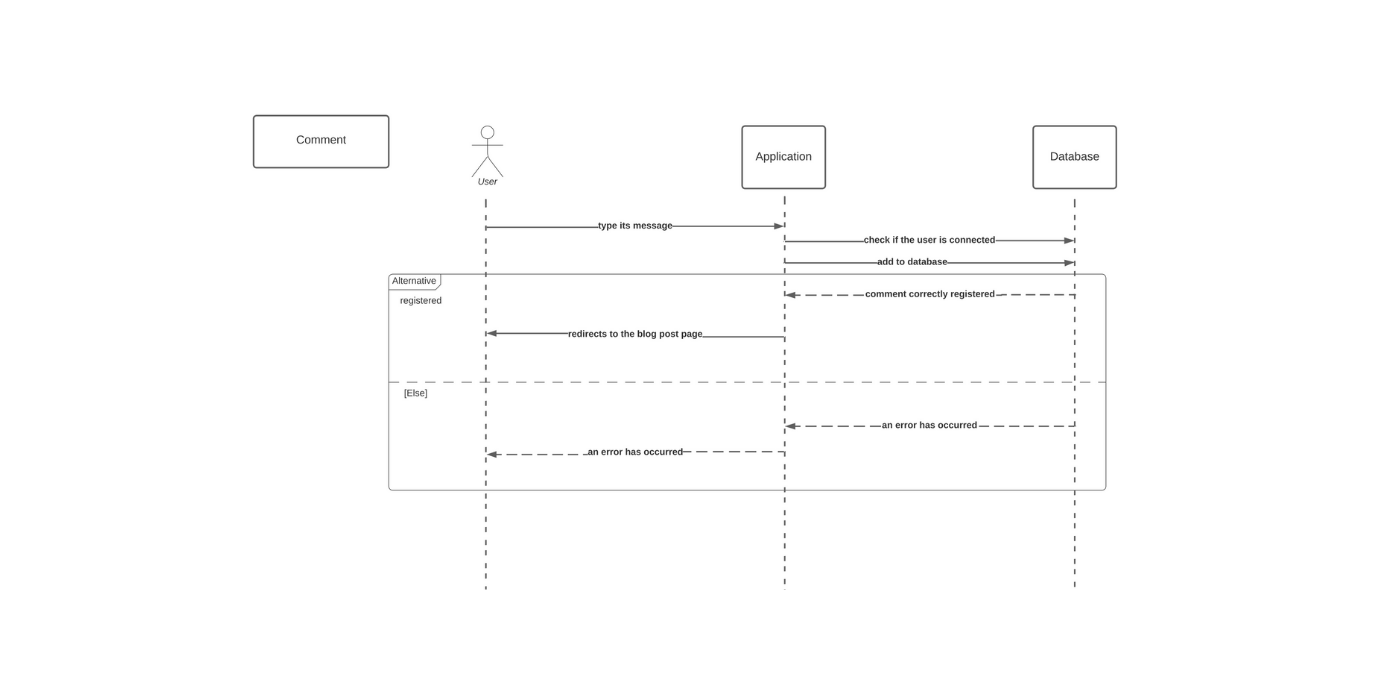 Comment
User
Application
Database
type its message
check if the user is connected
add to database
Alternative
registered
comment correctly registered
redirects to the blog post page
[Else]
an error has occurred
an error has occurred